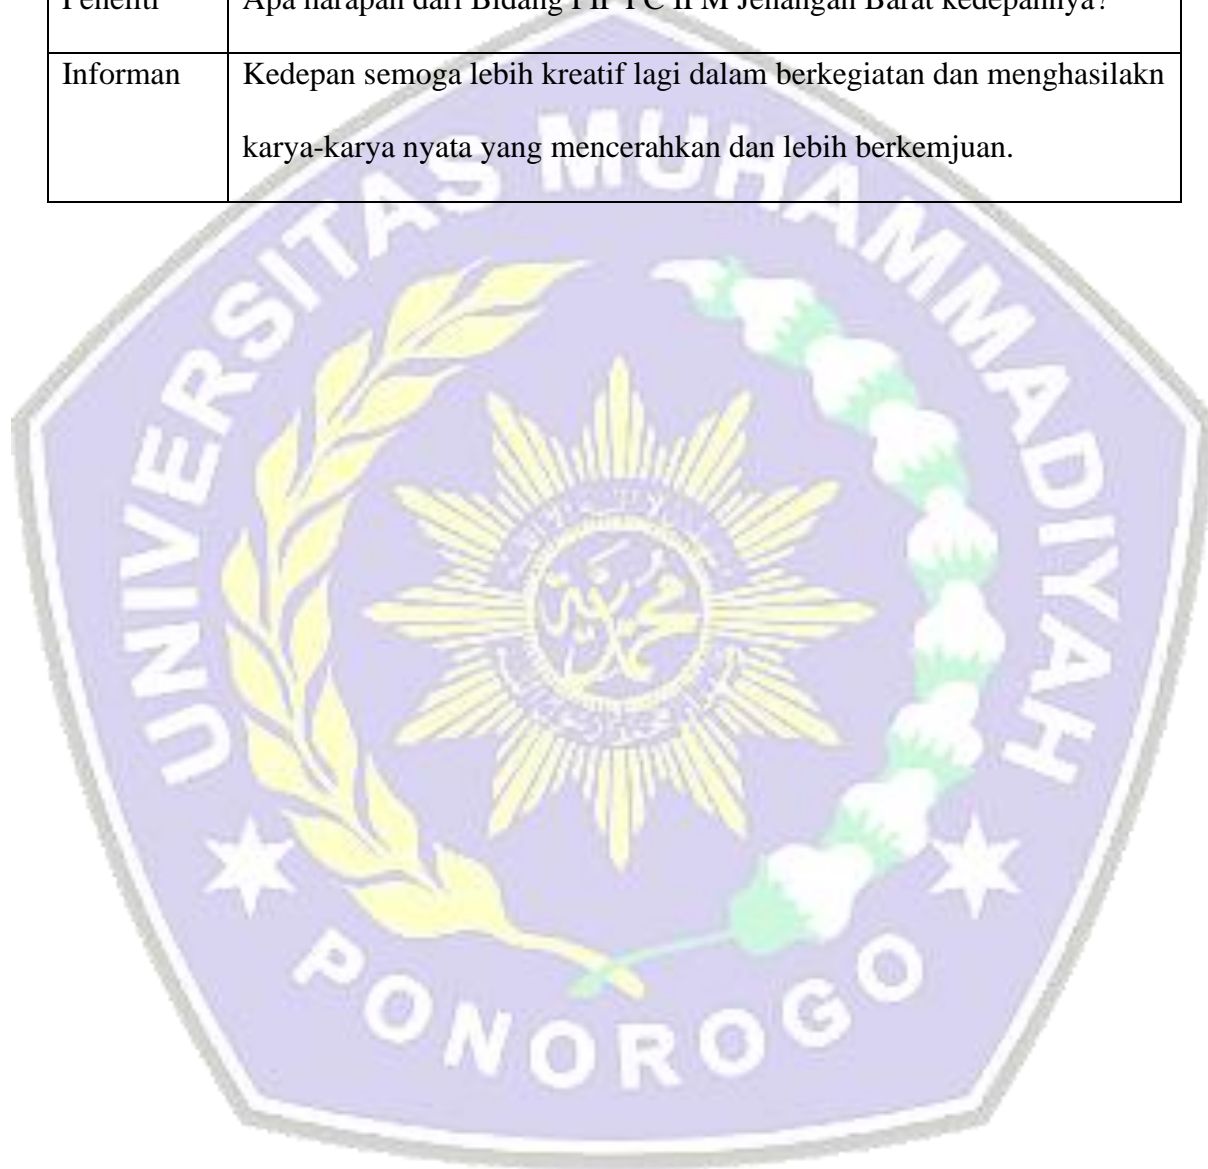 Peneliti Apa harapan dari Bidang PIP PC IPM Jenangan Barat kedepannya?
Informan Kedepan semoga lebih kreatif lagi dalam berkegiatan dan menghasilakn
karya-karya nyata yang mencerahkan dan lebih berkemjuan.
UNIVERSITAS MUHAMMADIYAH
PONOROGO